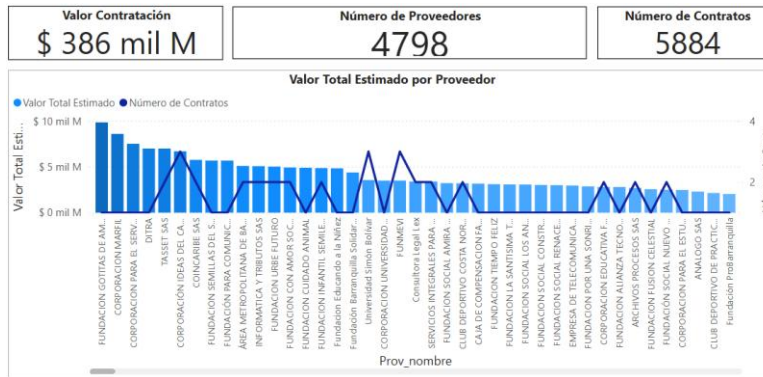 Valor Contratación
$ 386 mil M
Número de Proveedores
4798
Número de Contratos
5884
Valor Total Estimado por Proveedor
Valor Total Estimado
Número de Contratos
$ 10 mil M
$ 5 mil M
$ 0 mil M
Valor Total Esti...
4
2
FUNDACION GOTITAS DE AM...
CORPORACION MARFIL
CORPORACION PARA EL SERV...
DITRA
TASSET SAS
CORPORACIÓN IDEAS DEL CA...
COINCARIBE SAS
FUNDACION SEMILLAS DEL S...
FUNDACIÓN PARA COMUNIC...
ÁREA METROPOLITANA DE BA...
INFORMATICA Y TRIBUTOS SAS
FUNDACION URBE FUTURO
FUNDACION CON AMOR SOC...
FUNDACION CUIDADO ANIMAL
FUNDACION INFANTIL SEMILE...
Fundacion Educando a la Niñez
Fundación Barranquilla Solidar...
Universidad Simón Bolívar
CORPORACION UNIVERSIDAD ...
FUNMEVI
Consultora Legal Lex
SERVICIOS INTEGRALES PARA ...
FUNDACION SOCIAL AMIRA ...
CLUB DEPORTIVO COSTA NOR...
CAJA DE COMPENSACION FA...
FUNDACION TIEMPO FELIZ
FUNDACION LA SANTISIMA T...
FUNDACION SOCIAL LOS AN...
FUNDACION SOCIAL CONSTR...
FUNDACION SOCIAL RENACE...
EMPRESA DE TELECOMUNICA...
FUNDACION POR UNA SONRI...
CORPORACION EDUCATIVA F...
FUNDACION ALIANZA TECNO...
ARCHIVOS PROCESOS SAS
FUNDACION FUSION CELESTIAL
FUNDACIÓN SOCIAL NUEVO ...
CORPORACION PARA EL ESTU...
ANALOGO SAS
CLUB DEPORTIVO DE PRACTIC...
Fundación ProBarranquilla
Prov_nombre